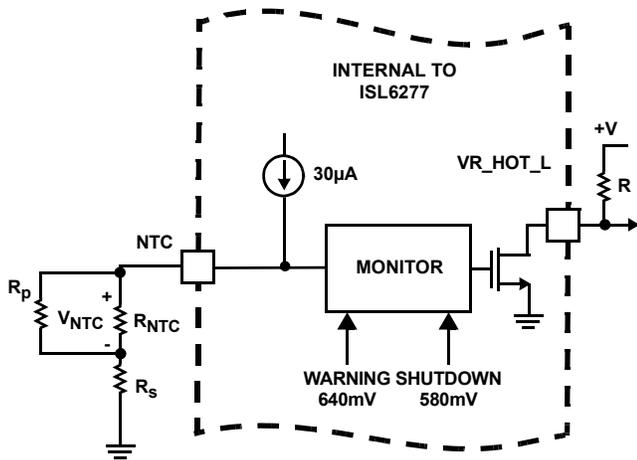 INTERNAL TO
ISL6277
+V
VR_HOT_L
30µA
R
NTC
MONITOR
Rp
+
VNTC
RNTC
-
Rs
WARNING SHUTDOWN
640mV 580mV